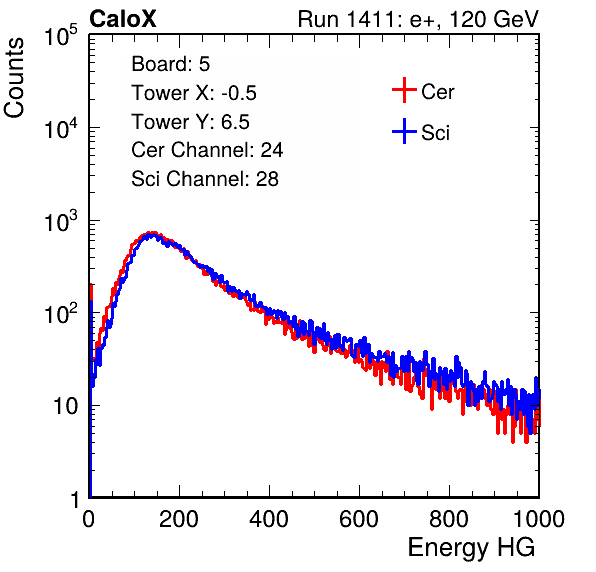 CaloX Run 1411: e+, 120 GeV
Counts
Board: 5
Tower X: -0.5
Tower Y: 6.5
Cer Channel: 24
Sci Channel: 28
Cer
Sci
10^5
10^4
10^3
10^2
10
1
0 200 400 600 800 1000
Energy HG